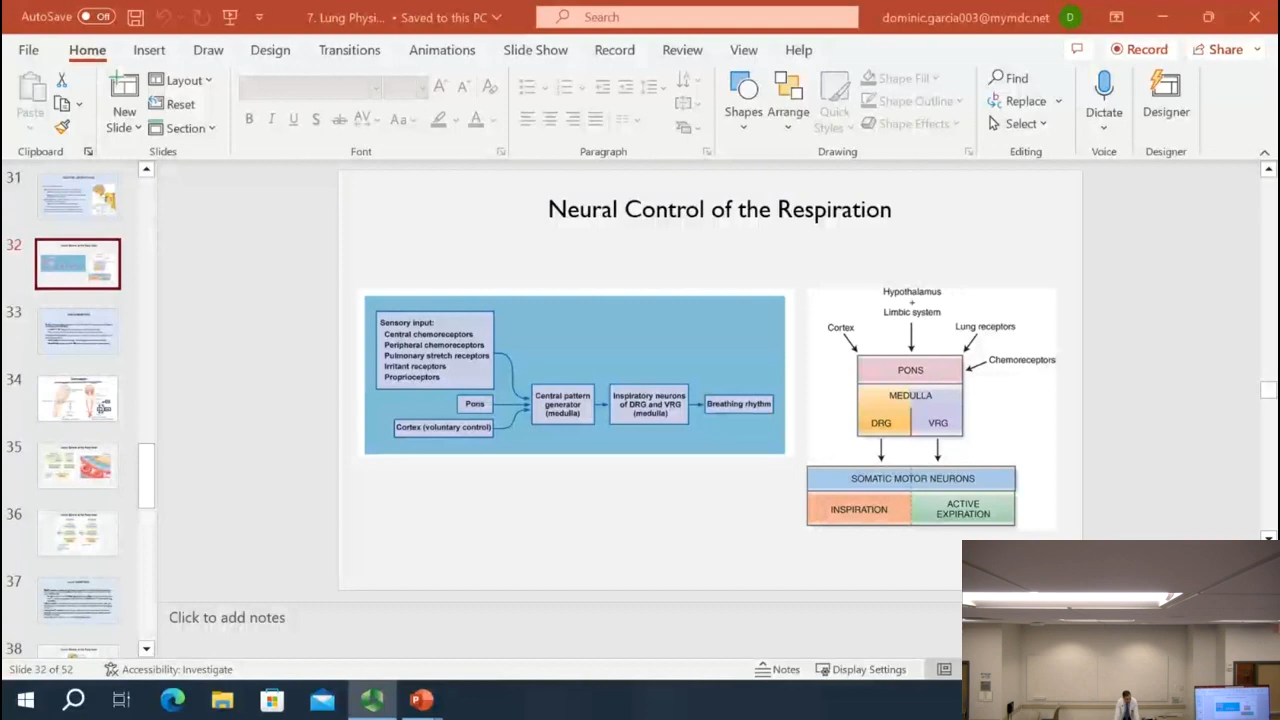 AutoSave Off
7. Lung Physi... • Saved to this PC
Search
dominic.garcia003@mymdc.net
D
File Home Insert Draw Design Transitions Animations Slide Show Record Review View Help
Record Share
Paste
New Slide
Layout
Reset
Section
B I U S ab AV Aa A
A A A
Shapes
Arrange
Quick Styles
Shape Fill
Shape Outline
Shape Effects
Find
Replace
Select
Dictate
Designer
Clipboard Slides Font Paragraph Drawing Editing Voice Designer
31
32
33
34
35
36
37
38
Neural Control of the Respiration
Sensory input:
Central chemoreceptors
Peripheral chemoreceptors
Pulmonary stretch receptors
Irritant receptors
Proprioceptors
Pons
Cortex (voluntary control)
Central pattern
generator
(medulla)
Inspiratory neurons
of DRG and VRG
(medulla)
Breathing rhythm
Hypothalamus
+
Limbic system
Cortex
Lung receptors
Chemoreceptors
PONS
MEDULLA
DRG VRG
SOMATIC MOTOR NEURONS
INSPIRATION
ACTIVE
EXPIRATION
Click to add notes
Slide 32 of 52
Accessibility: Investigate
Notes
Display Settings